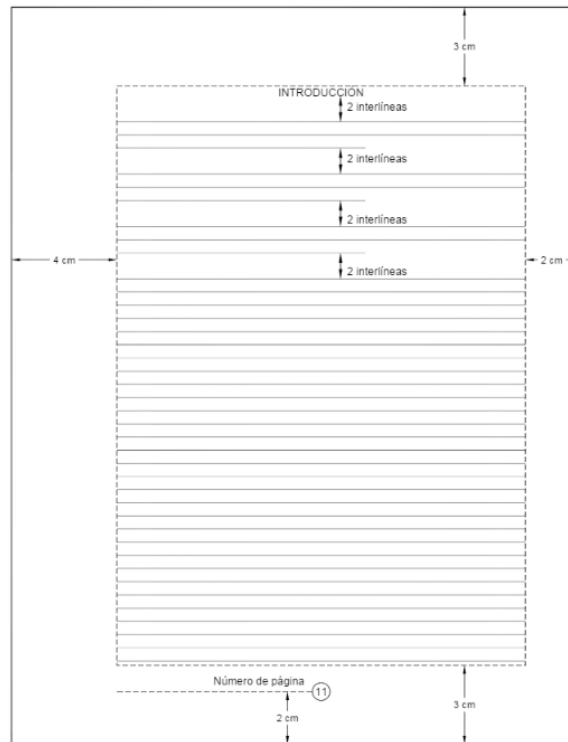 3 cm
INTRODUCCIÓN
2 interlíneas
2 interlíneas
2 interlíneas
4 cm
2 cm
2 interlíneas
Número de página
11
2 cm
3 cm